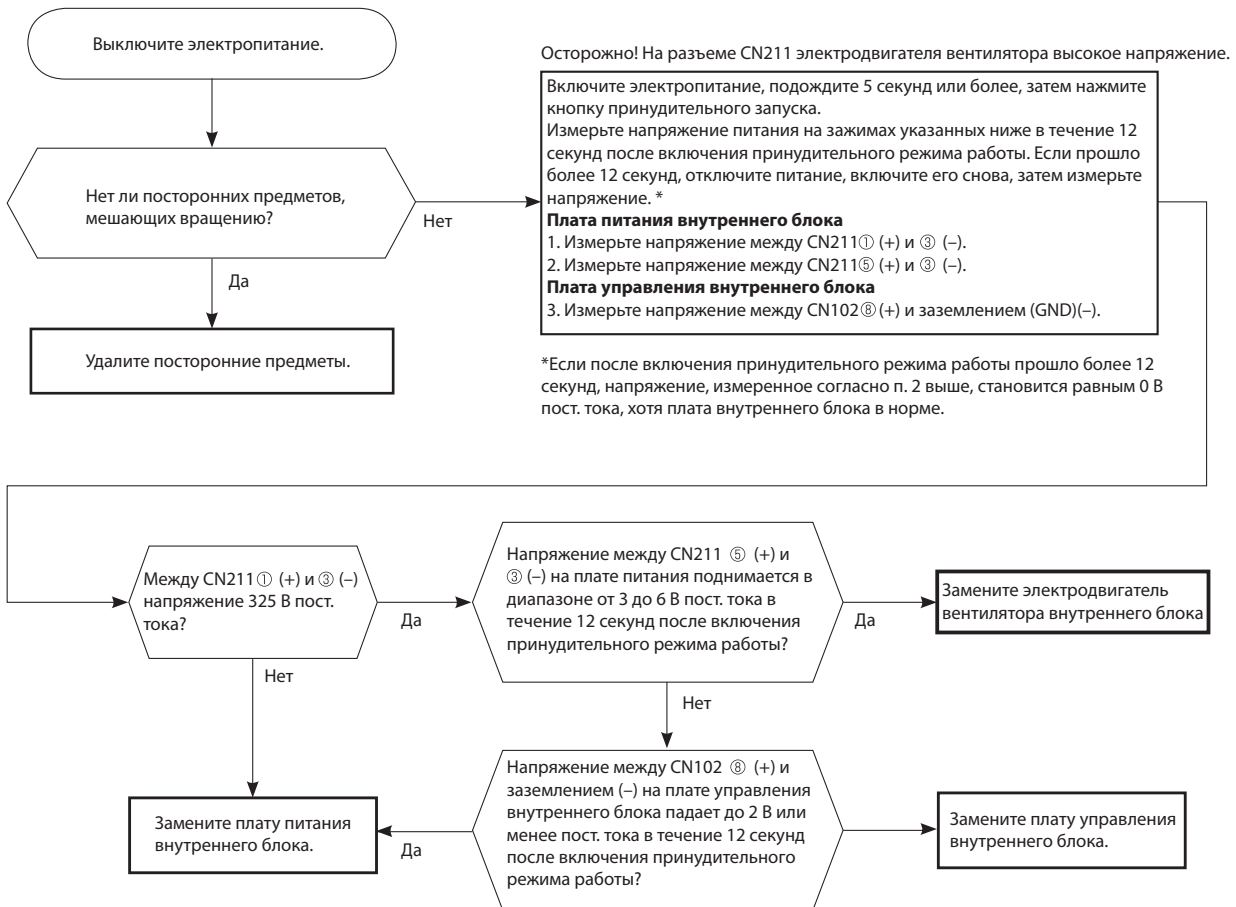 Выключите электропитание.
Осторожно! На разъеме CN211 электродвигателя вентилятора высокое напряжение.
Включите электропитание, подождите 5 секунд или более, затем нажмите
кнопку принудительного запуска.
Измерьте напряжение питания на зажимах указанных ниже в течение 12
секунд после включения принудительного режима работы. Если прошло
более 12 секунд, отключите питание, включите его снова, затем измерьте
напряжение. *
Плата питания внутреннего блока
1. Измерьте напряжение между CN211① (+) и ③ (–).
2. Измерьте напряжение между CN211⑤ (+) и ③ (–).
Плата управления внутреннего блока
3. Измерьте напряжение между CN102⑧ (+) и заземлением (GND)(–).
Нет ли посторонних предметов,
мешающих вращению?
Нет
Да
Удалите посторонние предметы.
*Если после включения принудительного режима работы прошло более 12
секунд, напряжение, измеренное согласно п. 2 выше, становится равным 0 В
пост. тока, хотя плата внутреннего блока в норме.
Между CN211① (+) и ③ (–)
напряжение 325 В пост.
тока?
Да
Нет
Напряжение между CN211 ⑤ (+) и
③ (–) на плате питания поднимается в
диапазоне от 3 до 6 В пост. тока в
течение 12 секунд после включения
принудительного режима работы?
Да
Нет
Замените электродвигатель
вентилятора внутреннего блока
Замените плату питания
внутреннего блока.
Да
Напряжение между CN102 ⑧ (+) и
заземлением (–) на плате управления
внутреннего блока падает до 2 В или
менее пост. тока в течение 12 секунд
после включения принудительного
режима работы?
Замените плату управления
внутреннего блока.